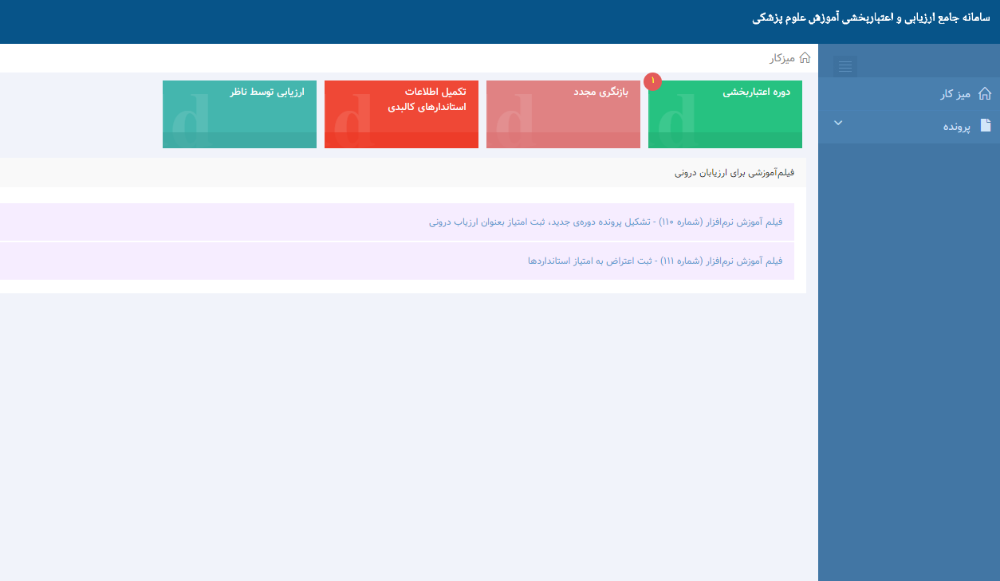 سامانه جامع ارزیابی و اعتباربخشی آموزش علوم پزشکی
میزکار
میز کار
پرونده
۱
دوره اعتباربخشی
بازنگری مجدد
تکمیل اطلاعات
استاندارهای کالبدی
ارزیابی توسط ناظر
d
d
d
d
فیلم‌آموزشی برای ارزیابان درونی
فیلم آموزش نرم‌افزار (شماره ۱۱۰) - تشکیل پرونده دوره‌ی جدید، ثبت امتیاز بعنوان ارزیاب درونی
فیلم آموزش نرم‌افزار (شماره ۱۱۱) - ثبت اعتراض به امتیاز استانداردها